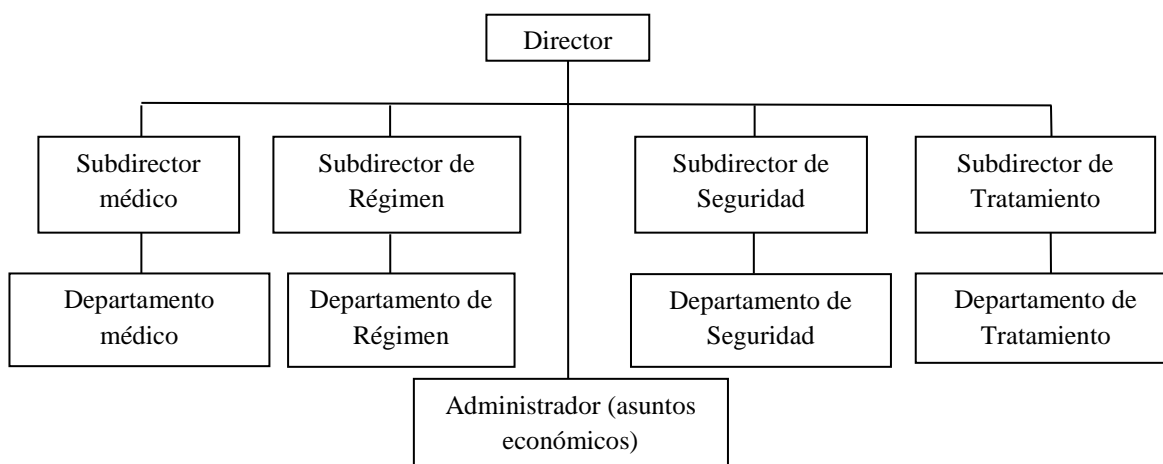 Director
Subdirector
médico
Subdirector de
Régimen
Subdirector de
Seguridad
Subdirector de
Tratamiento
Departamento
médico
Departamento de
Régimen
Departamento de
Seguridad
Departamento de
Tratamiento
Administrador (asuntos
económicos)